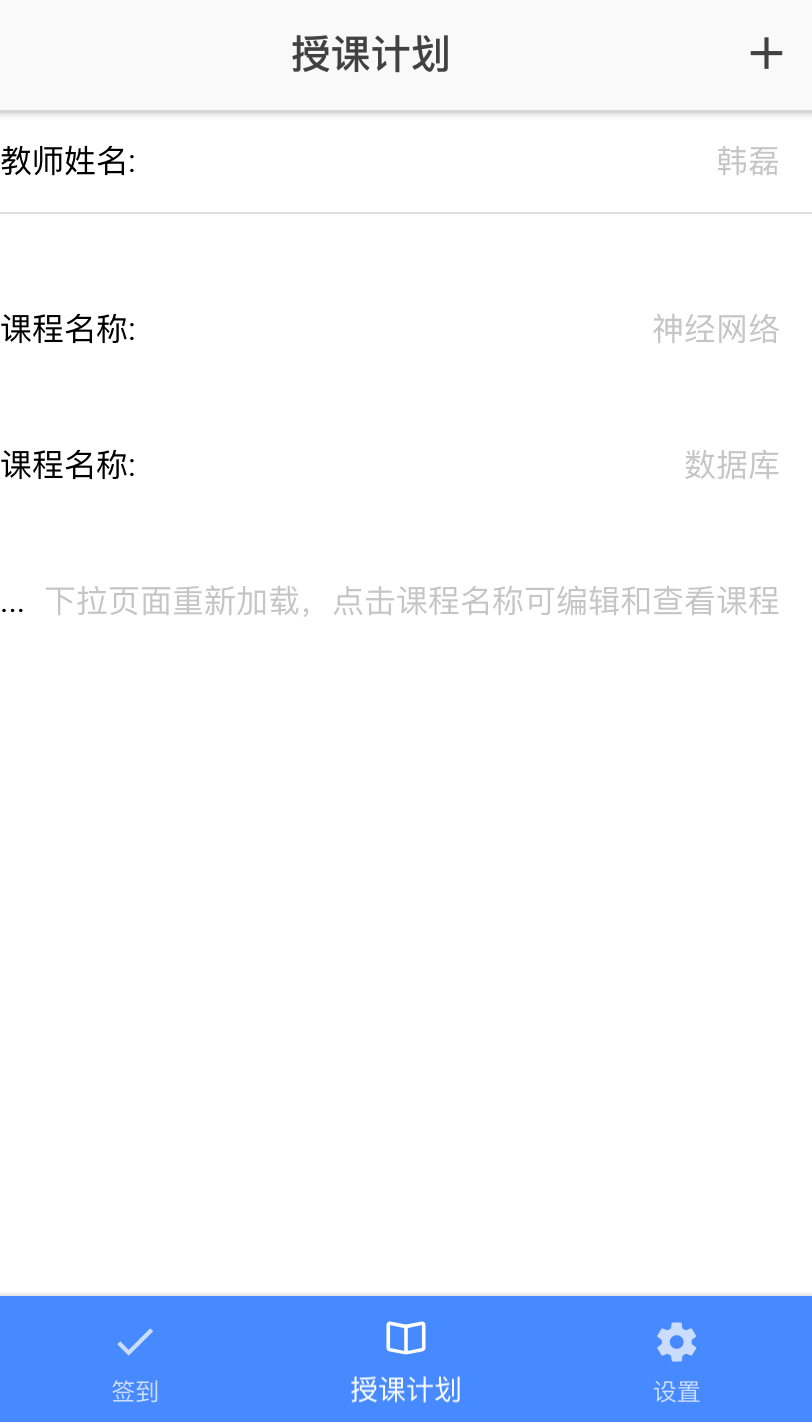 授课计划
教师姓名: 韩磊
课程名称: 神经网络
课程名称: 数据库
... 下拉页面重新加载，点击课程名称可编辑和查看课程
签到 授课计划 设置